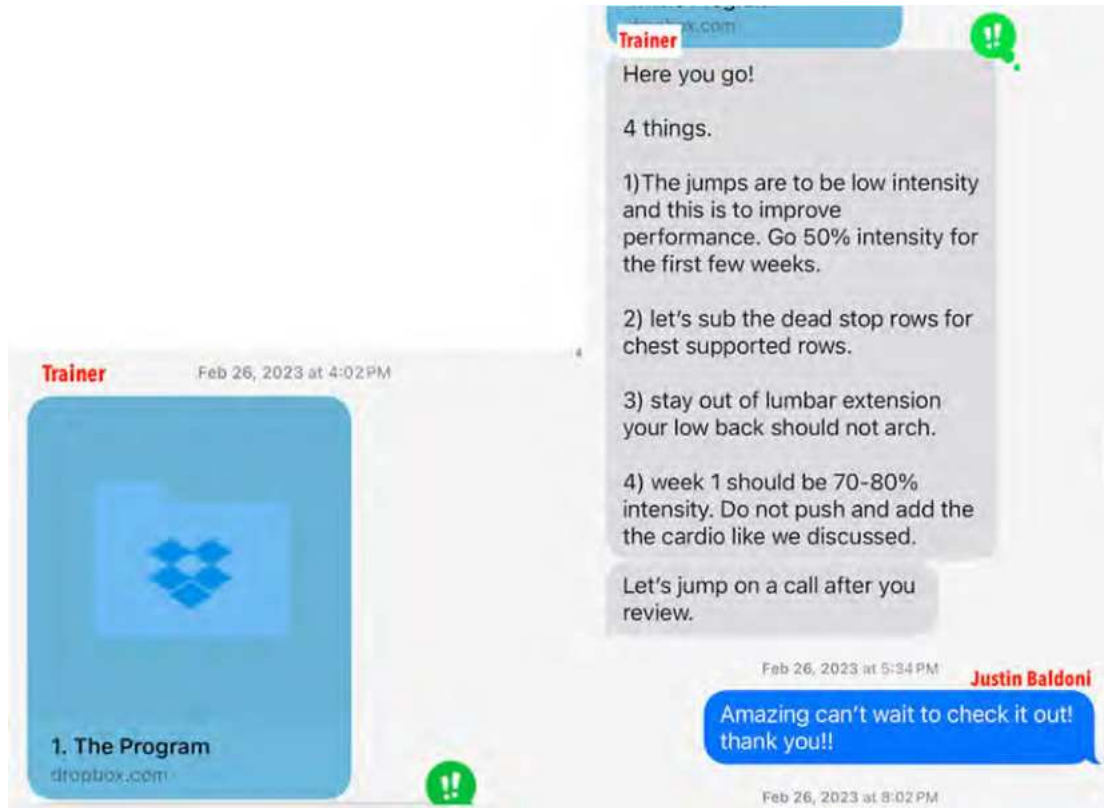 Trainer
Feb 26, 2023 at 4:02 PM
1. The Program
dropbox.com
!!
dropbox.com
Trainer
!!
Here you go!
4 things.
1)The jumps are to be low intensity
and this is to improve
performance. Go 50% intensity for
the first few weeks.
2) let's sub the dead stop rows for
chest supported rows.
3) stay out of lumbar extension
your low back should not arch.
4) week 1 should be 70-80%
intensity. Do not push and add the
the cardio like we discussed.
Let's jump on a call after you
review.
Feb 26, 2023 at 5:34 PM
Justin Baldoni
Amazing can't wait to check it out!
thank you!!
Feb 26, 2023 at 8:02 PM